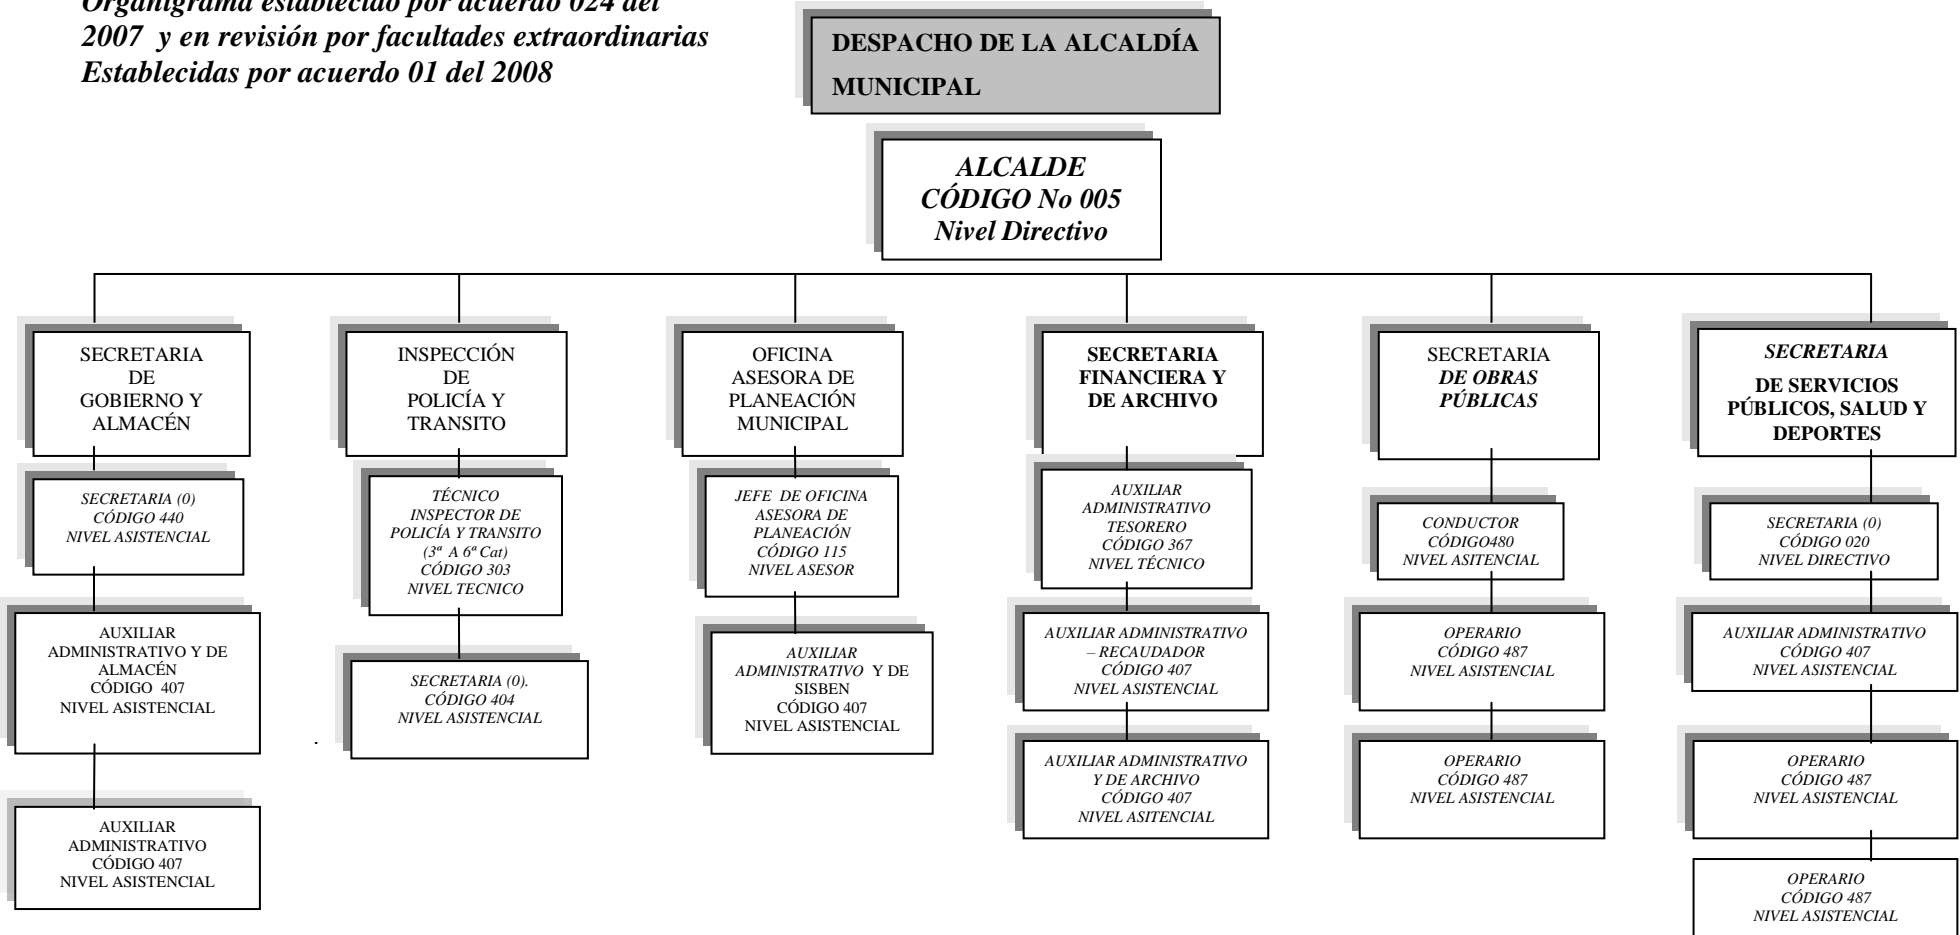 Organigrama establecido por acuerdo 024 del
2007 y en revisión por facultades extraordinarias
Establecidas por acuerdo 01 del 2008
DESPACHO DE LA ALCALDÍA
MUNICIPAL
ALCALDE
CÓDIGO No 005
Nivel Directivo
SECRETARIA
DE
GOBIERNO Y
ALMACÉN
SECRETARIA (0)
CÓDIGO 440
NIVEL ASISTENCIAL
AUXILIAR
ADMINISTRATIVO Y DE
ALMACÉN
CÓDIGO 407
NIVEL ASISTENCIAL
AUXILIAR
ADMINISTRATIVO
CÓDIGO 407
NIVEL ASISTENCIAL
INSPECCIÓN
DE
POLICÍA Y
TRANSITO
TÉCNICO
INSPECTOR DE
POLICÍA Y TRANSITO
(3ª A 6ª Cat)
CÓDIGO 303
NIVEL TECNICO
SECRETARIA (0).
CÓDIGO 404
NIVEL ASISTENCIAL
.
OFICINA
ASESORA DE
PLANEACIÓN
MUNICIPAL
JEFE DE OFICINA
ASESORA DE
PLANEACIÓN
CÓDIGO 115
NIVEL ASESOR
AUXILIAR
ADMINISTRATIVO Y DE
SISBEN
CÓDIGO 407
NIVEL ASISTENCIAL
SECRETARIA
FINANCIERA Y
DE ARCHIVO
AUXILIAR
ADMINISTRATIVO
TESORERO
CÓDIGO 367
NIVEL TÉCNICO
AUXILIAR ADMINISTRATIVO
– RECAUDADOR
CÓDIGO 407
NIVEL ASISTENCIAL
AUXILIAR ADMINISTRATIVO
Y DE ARCHIVO
CÓDIGO 407
NIVEL ASITENCIAL
SECRETARIA
DE OBRAS
PÚBLICAS
CONDUCTOR
CÓDIGO480
NIVEL ASITENCIAL
OPERARIO
CÓDIGO 487
NIVEL ASISTENCIAL
OPERARIO
CÓDIGO 487
NIVEL ASISTENCIAL
SECRETARIA
DE SERVICIOS
PÚBLICOS, SALUD Y
DEPORTES
SECRETARIA (0)
CÓDIGO 020
NIVEL DIRECTIVO
AUXILIAR ADMINISTRATIVO
CÓDIGO 407
NIVEL ASISTENCIAL
OPERARIO
CÓDIGO 487
NIVEL ASISTENCIAL
OPERARIO
CÓDIGO 487
NIVEL ASISTENCIAL